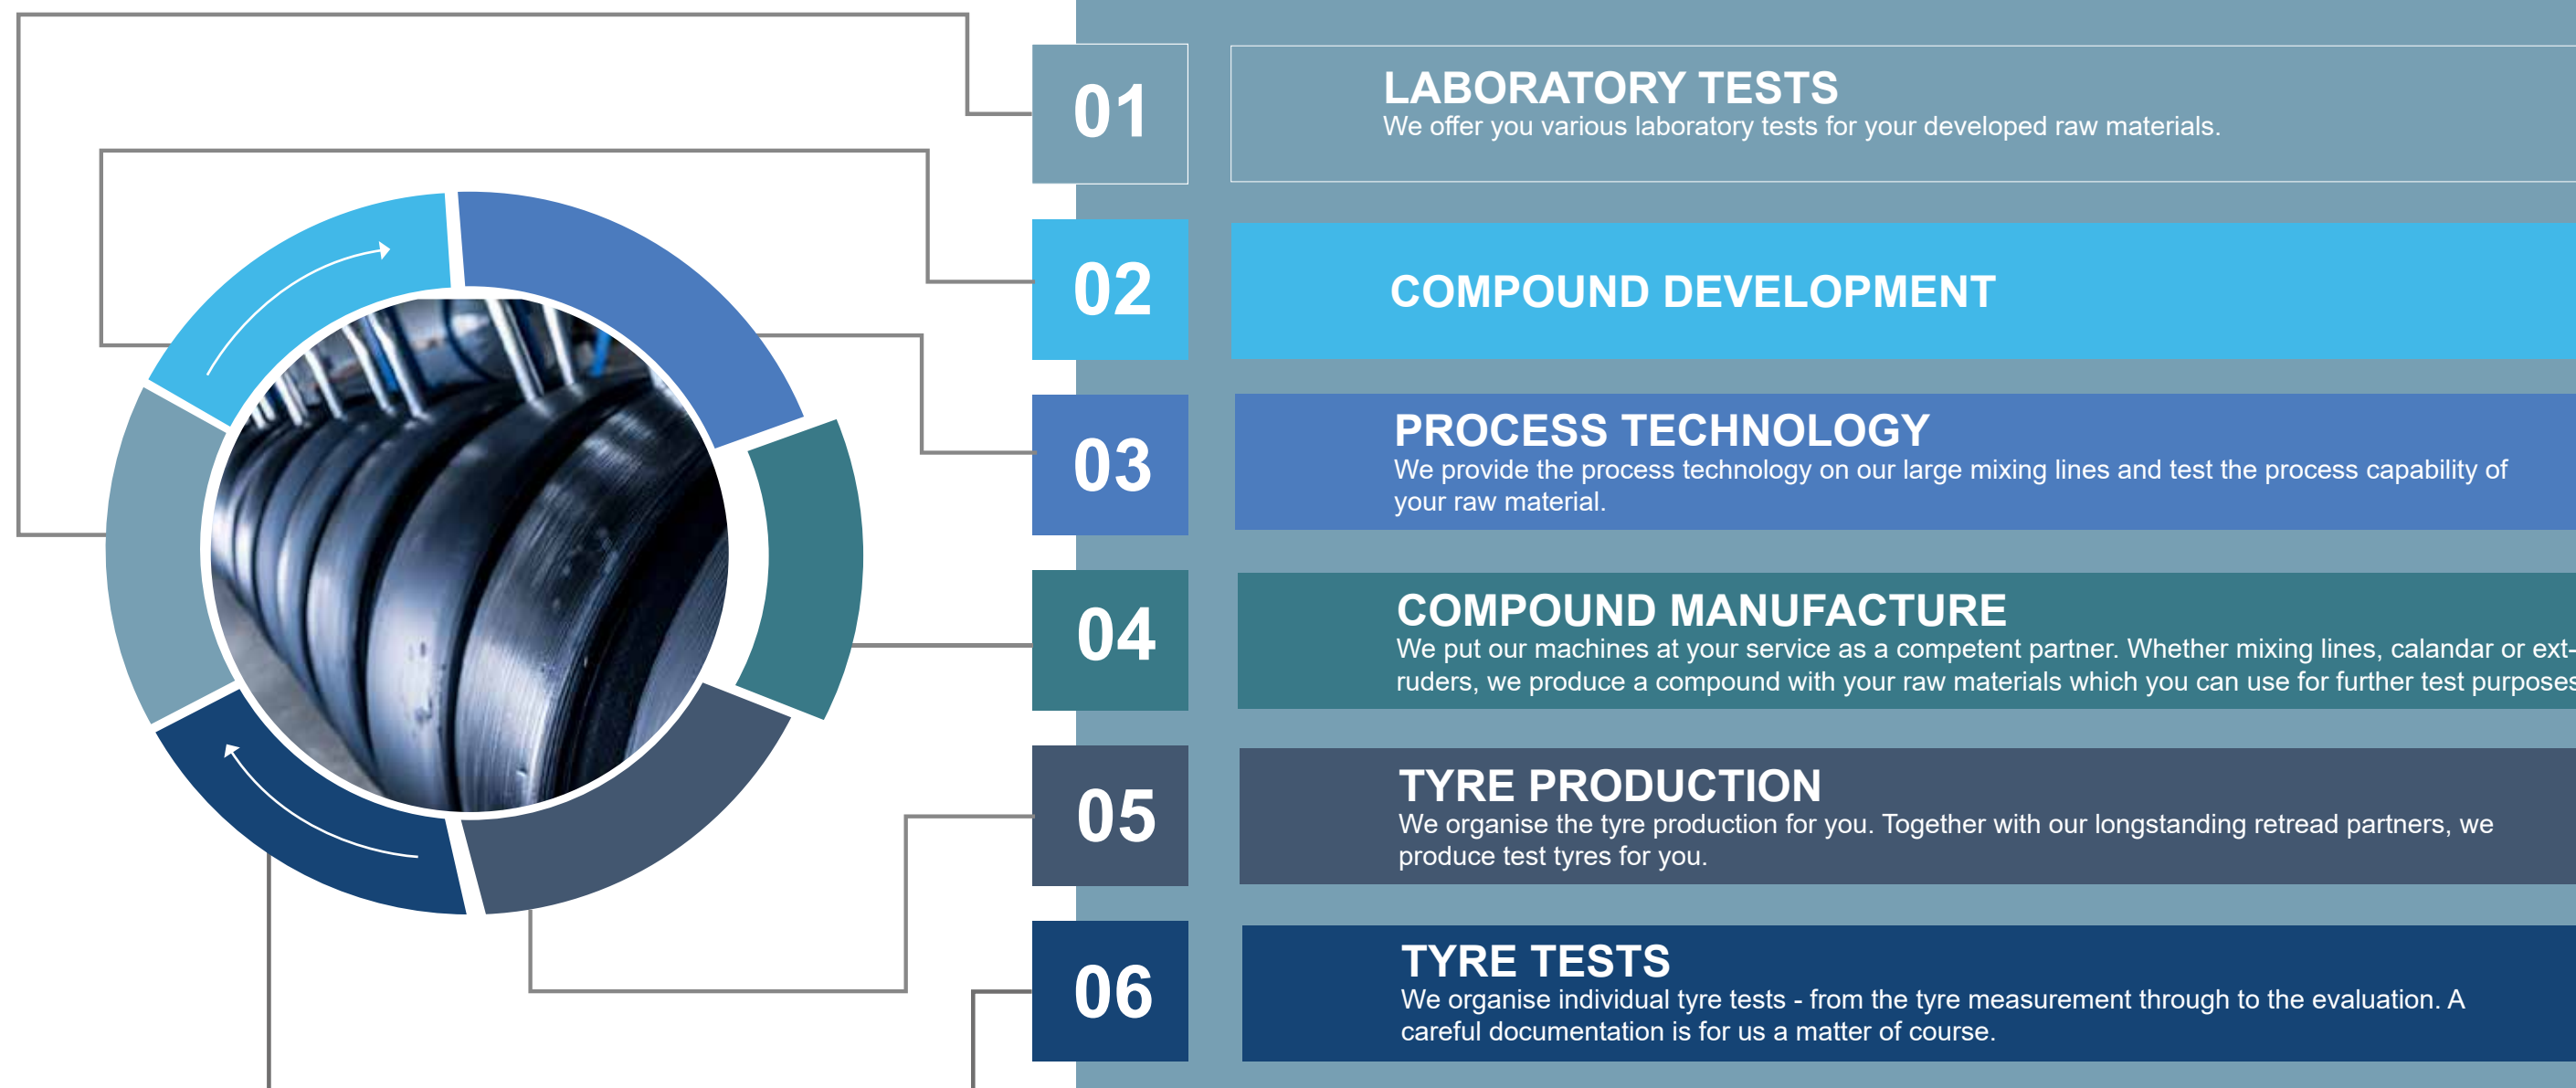 01
LABORATORY TESTS
We offer you various laboratory tests for your developed raw materials.
02
COMPOUND DEVELOPMENT
03
PROCESS TECHNOLOGY
We provide the process technology on our large mixing lines and test the process capability of
your raw material.
04
COMPOUND MANUFACTURE
We put our machines at your service as a competent partner. Whether mixing lines, calandar or ext-
ruders, we produce a compound with your raw materials which you can use for further test purposes
05
TYRE PRODUCTION
We organise the tyre production for you. Together with our longstanding retread partners, we
produce test tyres for you.
06
TYRE TESTS
We organise individual tyre tests - from the tyre measurement through to the evaluation. A
careful documentation is for us a matter of course.